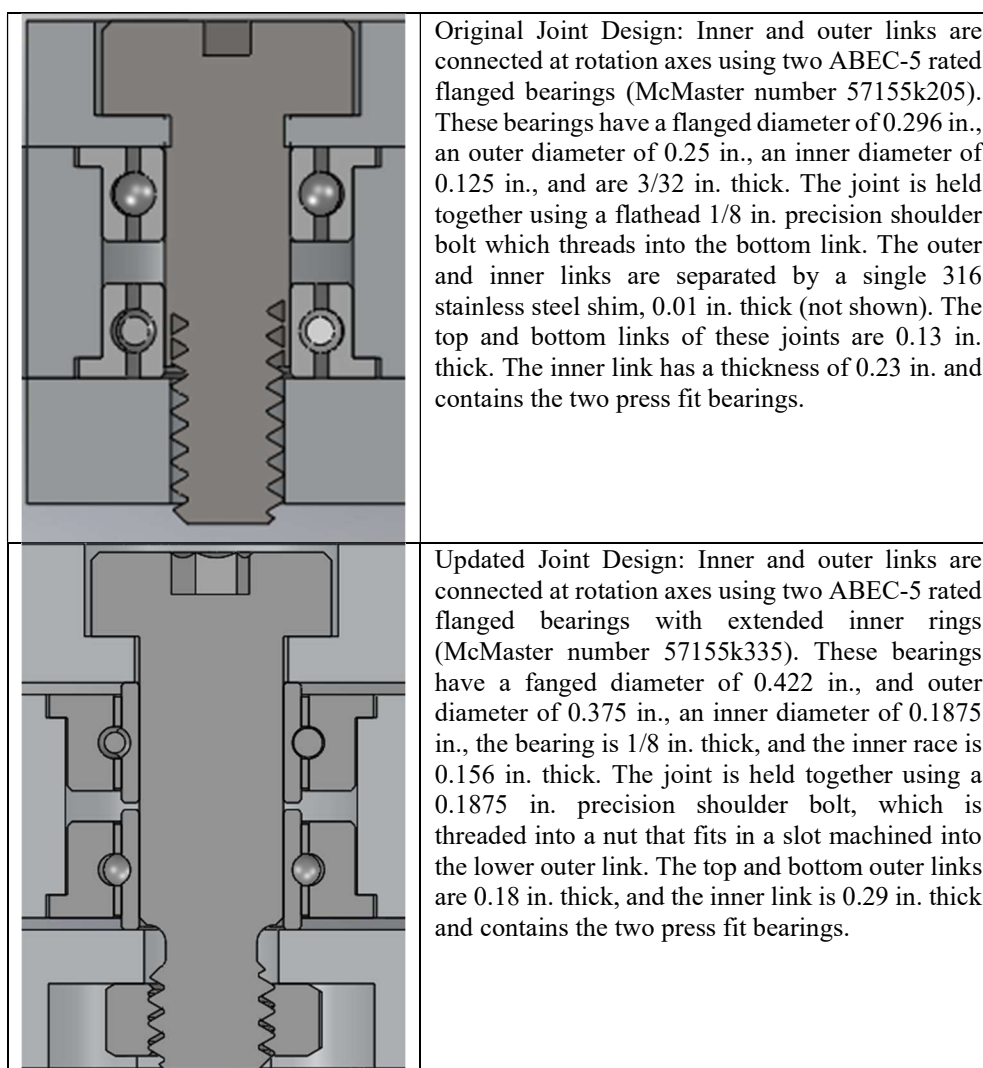 Original Joint Design: Inner and outer links are
connected at rotation axes using two ABEC-5 rated
flanged bearings (McMaster number 57155k205).
These bearings have a flanged diameter of 0.296 in.,
an outer diameter of 0.25 in., an inner diameter of
0.125 in., and are 3/32 in. thick. The joint is held
together using a flathead 1/8 in. precision shoulder
bolt which threads into the bottom link. The outer
and inner links are separated by a single 316
stainless steel shim, 0.01 in. thick (not shown). The
top and bottom links of these joints are 0.13 in.
thick. The inner link has a thickness of 0.23 in. and
contains the two press fit bearings.
Updated Joint Design: Inner and outer links are
connected at rotation axes using two ABEC-5 rated
flanged bearings with extended inner rings
(McMaster number 57155k335). These bearings
have a fanged diameter of 0.422 in., and outer
diameter of 0.375 in., an inner diameter of 0.1875
in., the bearing is 1/8 in. thick, and the inner race is
0.156 in. thick. The joint is held together using a
0.1875 in. precision shoulder bolt, which is
threaded into a nut that fits in a slot machined into
the lower outer link. The top and bottom outer links
are 0.18 in. thick, and the inner link is 0.29 in. thick
and contains the two press fit bearings.